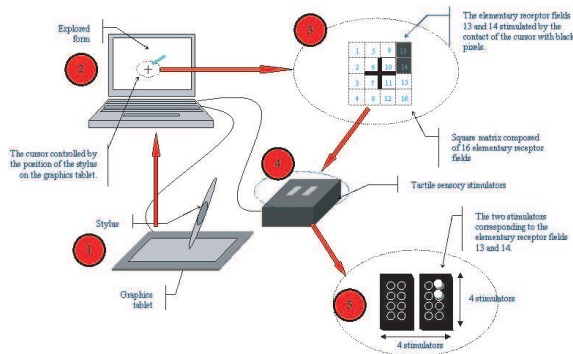 Explored
form
2
3
The elementary receptor fields
13 and 14 stimulated by the
contact of the cursor with black
pixels.
1 5 9 13
2 6 10 14
3 7 11 15
4 8 12 16
Square matrix composed
of 16 elementary receptor
fields
The cursor controlled by
the position of the stylus
on the graphics tablet.
4
Tactile sensory stimulators
Stylus
1
Graphics
tablet
The two stimulators
corresponding to the
elementary receptor fields
13 and 14.
5
4 stimulators
4 stimulators